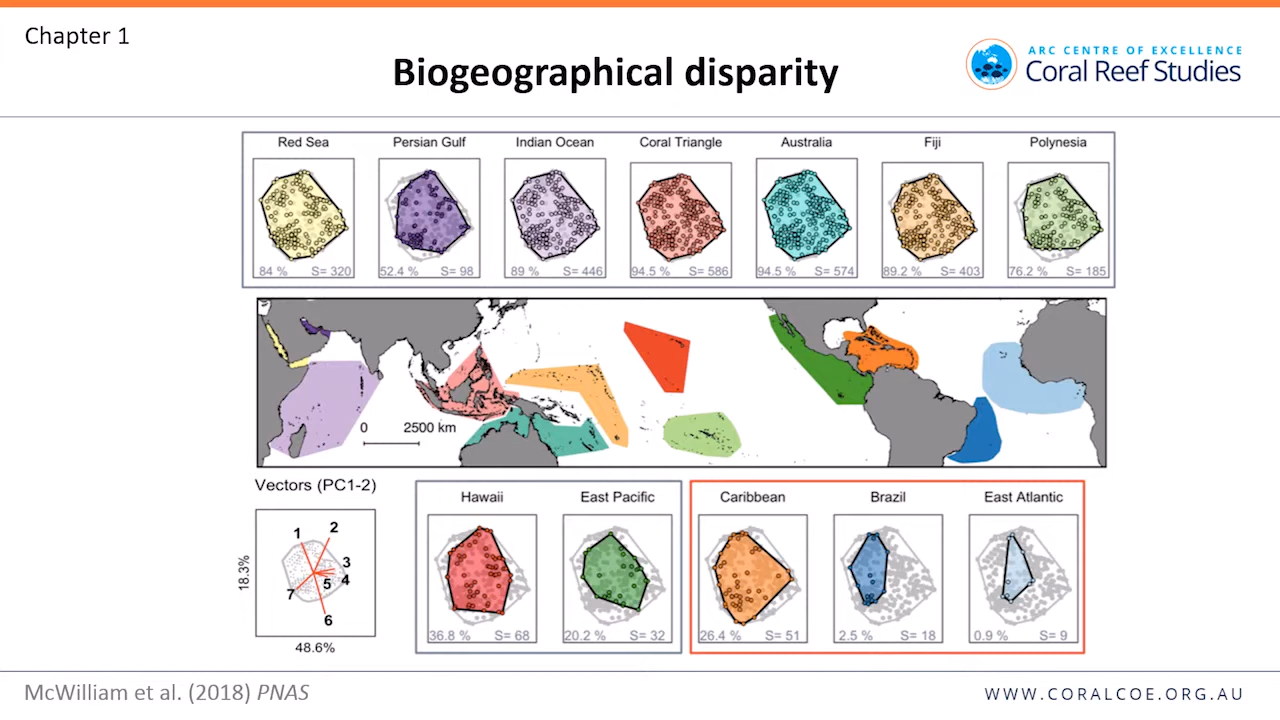 Chapter 1
Biogeographical disparity
ARC CENTRE OF EXCELLENCE
Coral Reef Studies
Red Sea
Persian Gulf
Indian Ocean
Coral Triangle
Australia
Fiji
Polynesia
84 % S= 320
52.4 % S= 98
89 % S= 446
94.5 % S= 586
94.5 % S= 574
89.2 % S= 403
76.2 % S= 185
0 2500 km
Vectors (PC1-2)
1
2
3
4
5
6
7
18.3%
48.6%
Hawaii
East Pacific
Caribbean
Brazil
East Atlantic
36.8 % S= 68
20.2 % S= 32
26.4 % S= 51
2.5 % S= 18
0.9 % S= 9
McWilliam et al. (2018) PNAS
WWW.CORALCOE.ORG.AU